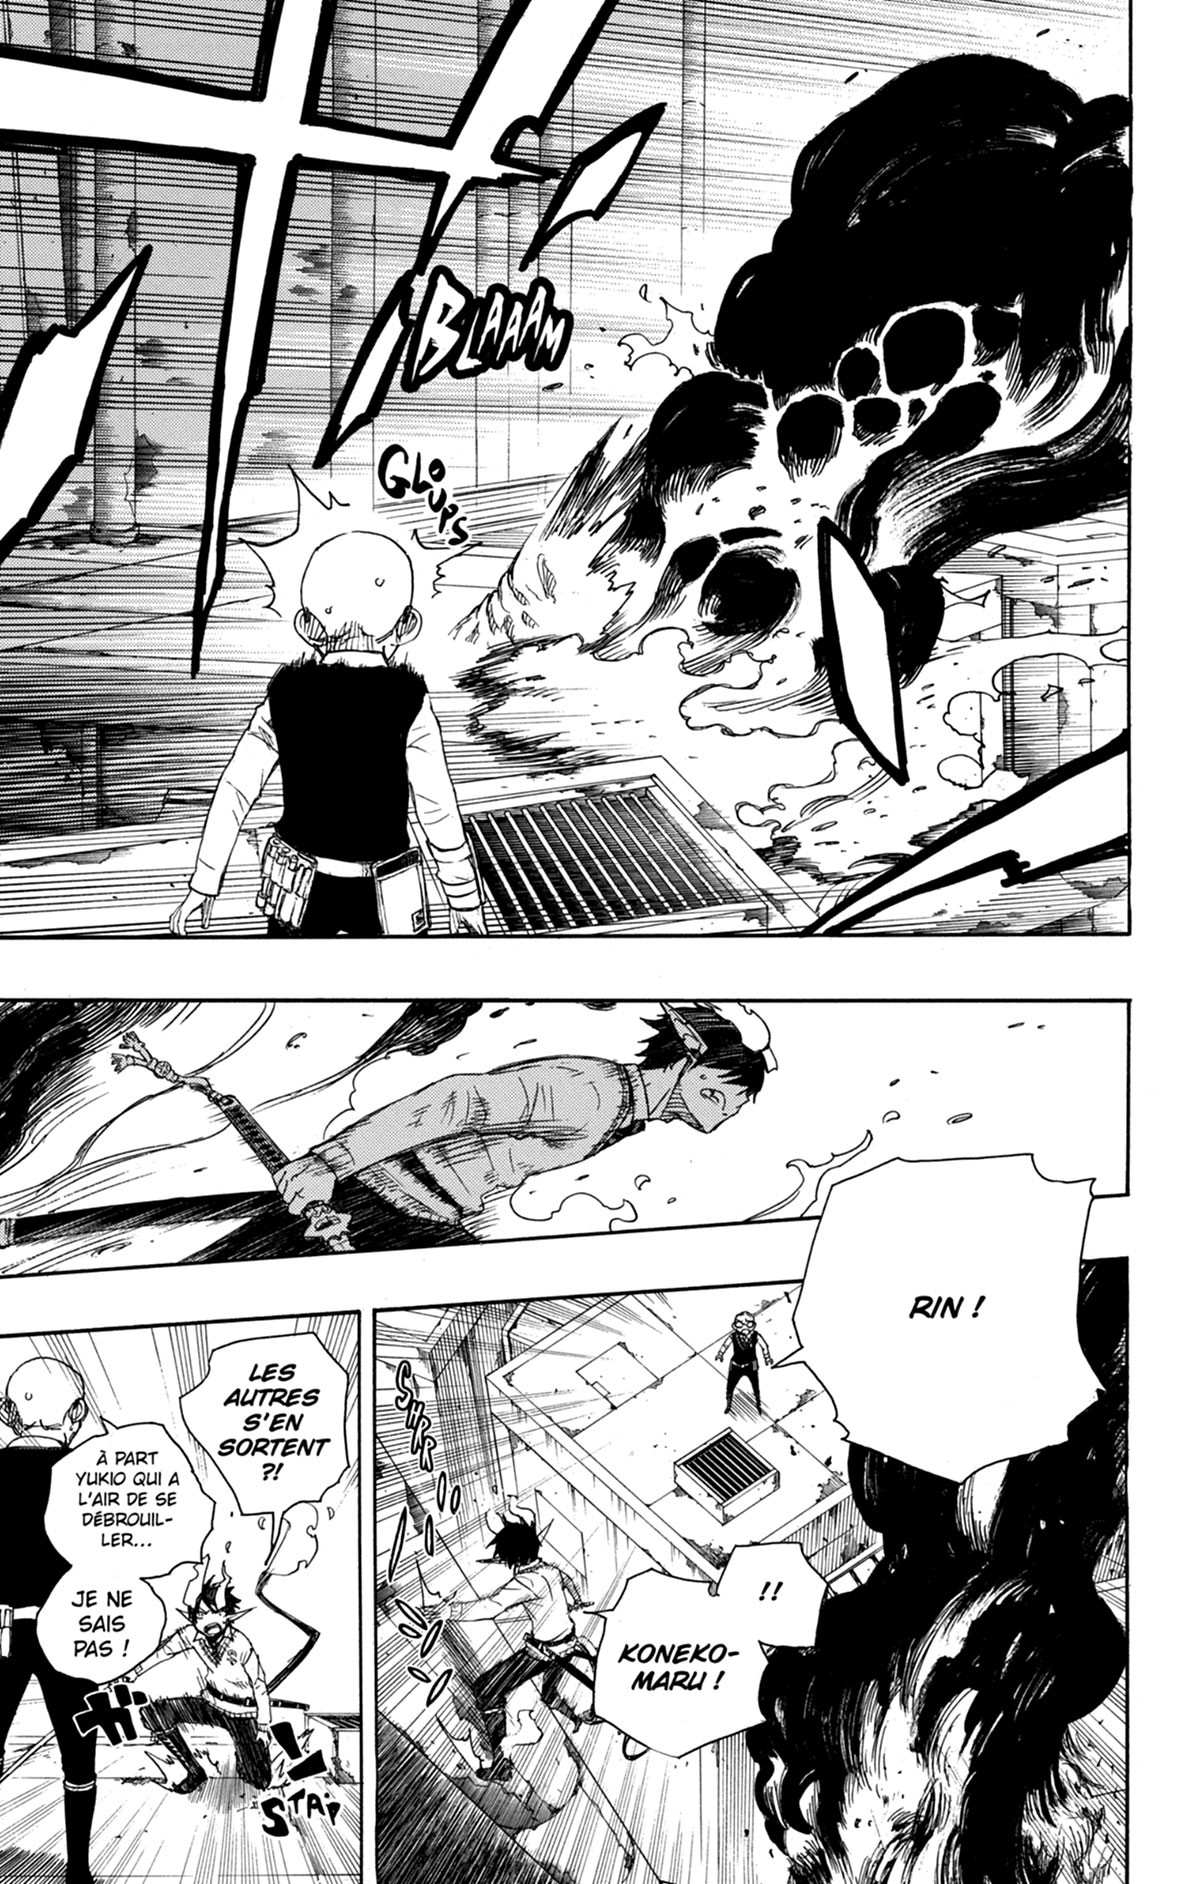 BLAAAM
GLOUPS
RIN !
!!
KONEKO-
MARU !
SHRRR
LES
AUTRES
S'EN
SORTENT
?!
À PART
YUKIO QUI A
L'AIR DE SE
DÉBROUIL-
LER...
JE NE
SAIS
PAS !
STAP